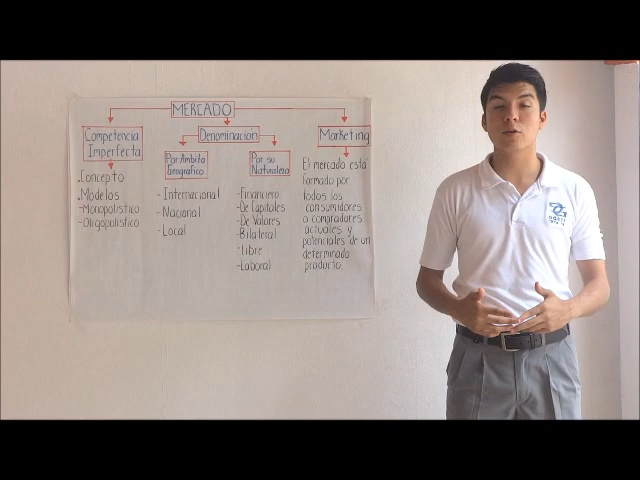 MERCADO
Competencia
Imperfecta
.Concepto
.Modelos
-Monopolístico
-Oligopolístico
Denominación
Por Ámbito
Geográfico
-Internacional
-Nacional
-Local
Por su
Naturaleza
-Financiero
-De Capitales
-De Valores
-Bilateral
-Libre
-Laboral
Marketing
El mercado está
formado por
todos los
consumidores
o compradores
actuales y
potenciales de un
determinado
producto.